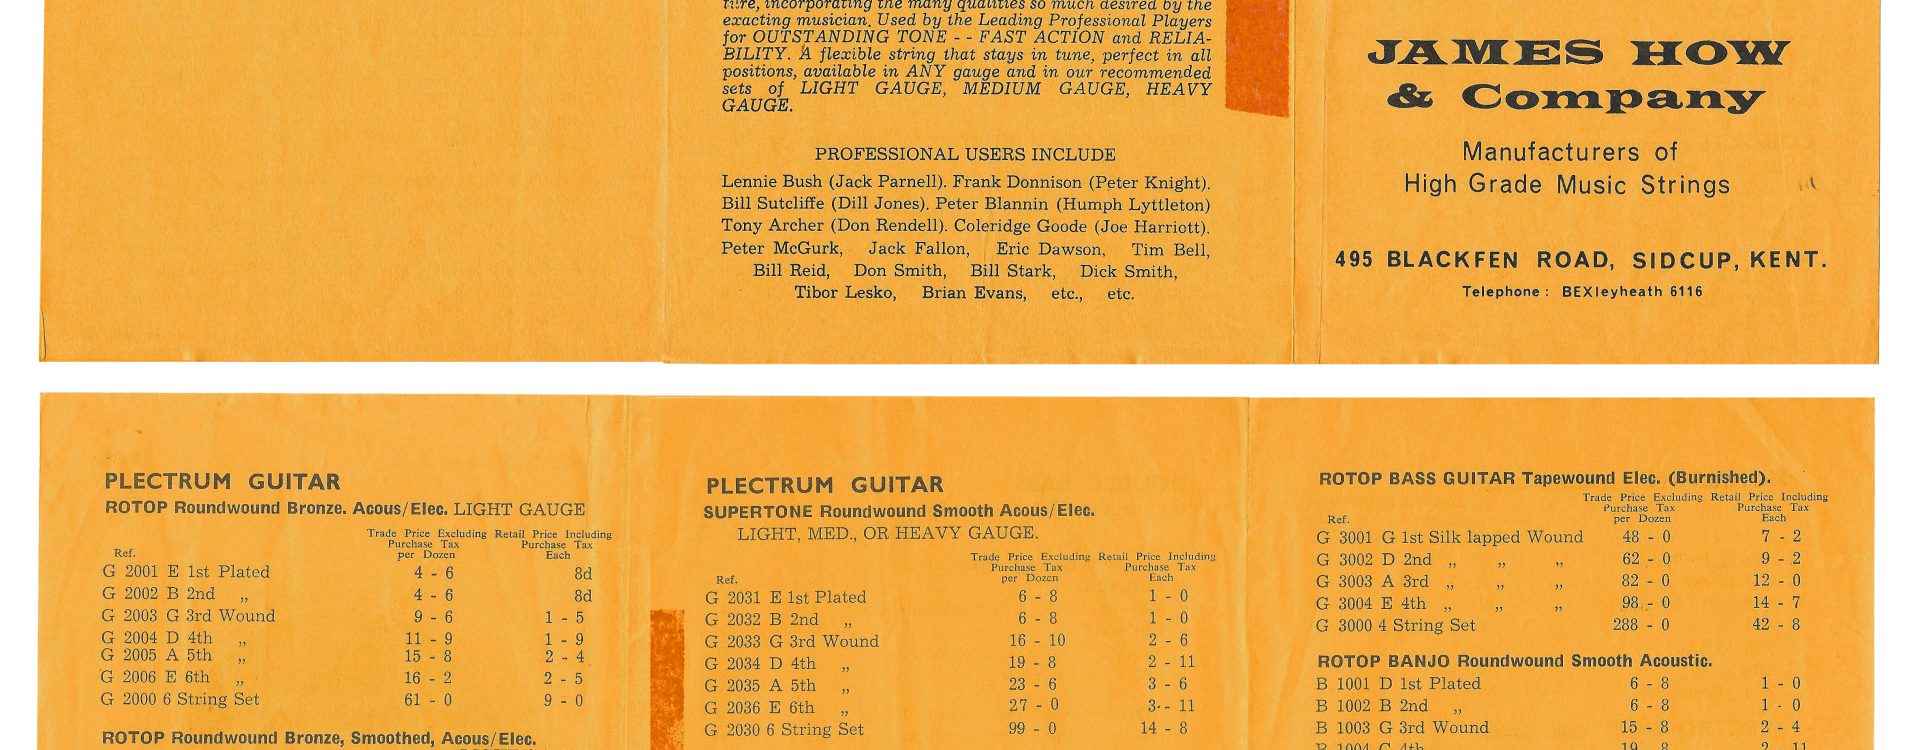 ture, incorporating the many qualities so much desired by the
exacting musician. Used by the Leading Professional Players
for OUTSTANDING TONE - - FAST ACTION and RELIA-
BILITY. A flexible string that stays in tune, perfect in all
positions, available in ANY gauge and in our recommended
sets of LIGHT GAUGE, MEDIUM GAUGE, HEAVY
GAUGE.
PROFESSIONAL USERS INCLUDE
Lennie Bush (Jack Parnell). Frank Donnison (Peter Knight).
Bill Sutcliffe (Dill Jones). Peter Blannin (Humph Lyttleton)
Tony Archer (Don Rendell). Coleridge Goode (Joe Harriott).
Peter McGurk, Jack Fallon, Eric Dawson, Tim Bell,
Bill Reid, Don Smith, Bill Stark, Dick Smith,
Tibor Lesko, Brian Evans, etc., etc.
JAMES HOW
& Company
Manufacturers of
High Grade Music Strings
495 BLACKFEN ROAD, SIDCUP, KENT.
Telephone : BEXleyheath 6116
PLECTRUM GUITAR
ROTOP Roundwound Bronze. Acous/Elec. LIGHT GAUGE
Trade Price Excluding Retail Price Including
Purchase Tax Purchase Tax
Ref. per Dozen Each
G 2001 E 1st Plated 4 - 6 8d
G 2002 B 2nd „ 4 - 6 8d
G 2003 G 3rd Wound 9 - 6 1 - 5
G 2004 D 4th „ 11 - 9 1 - 9
G 2005 A 5th „ 15 - 8 2 - 4
G 2006 E 6th „ 16 - 2 2 - 5
G 2000 6 String Set 61 - 0 9 - 0
ROTOP Roundwound Bronze, Smoothed, Acous/Elec.
PLECTRUM GUITAR
SUPERTONE Roundwound Smooth Acous/Elec.
LIGHT, MED., OR HEAVY GAUGE.
Trade Price Excluding Retail Price Including
Purchase Tax Purchase Tax
Ref. per Dozen Each
G 2031 E 1st Plated 6 - 8 1 - 0
G 2032 B 2nd „ 6 - 8 1 - 0
G 2033 G 3rd Wound 16 - 10 2 - 6
G 2034 D 4th „ 19 - 8 2 - 11
G 2035 A 5th „ 23 - 6 3 - 6
G 2036 E 6th „ 27 - 0 3 - 11
G 2030 6 String Set 99 - 0 14 - 8
ROTOP BASS GUITAR Tapewound Elec. (Burnished).
Trade Price Excluding Retail Price Including
Purchase Tax Purchase Tax
Ref. per Dozen Each
G 3001 G 1st Silk lapped Wound 48 - 0 7 - 2
G 3002 D 2nd „ „ „ 62 - 0 9 - 2
G 3003 A 3rd „ „ „ 82 - 0 12 - 0
G 3004 E 4th „ „ „ 98 - 0 14 - 7
G 3000 4 String Set 288 - 0 42 - 8
ROTOP BANJO Roundwound Smooth Acoustic.
B 1001 D 1st Plated 6 - 8 1 - 0
B 1002 B 2nd „ 6 - 8 1 - 0
B 1003 G 3rd Wound 15 - 8 2 - 4
B 1004 C 4th 19 8 2 11